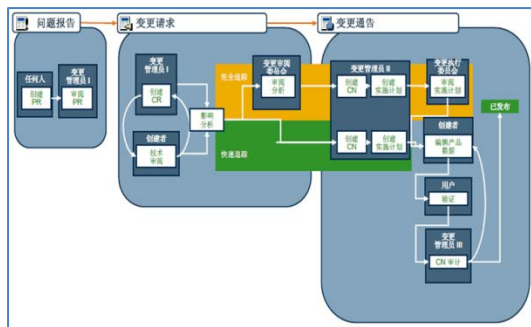 问题报告
变更请求
变更通告
任何人
创建
PR
变更
管理员 I
审阅
PR
变更
管理员 I
创建
CR
创建者
技术
审阅
影响
分析
完全追踪
快速追踪
变更审阅
委员会
审阅
分析
变更管理员 II
创建
CN
创建
实施计划
创建
CN
创建
实施计划
变更执行
委员会
审阅
实施计划
创建者
编辑产品
数据
用户
验证
变更
管理员 III
CN 审计
已发布